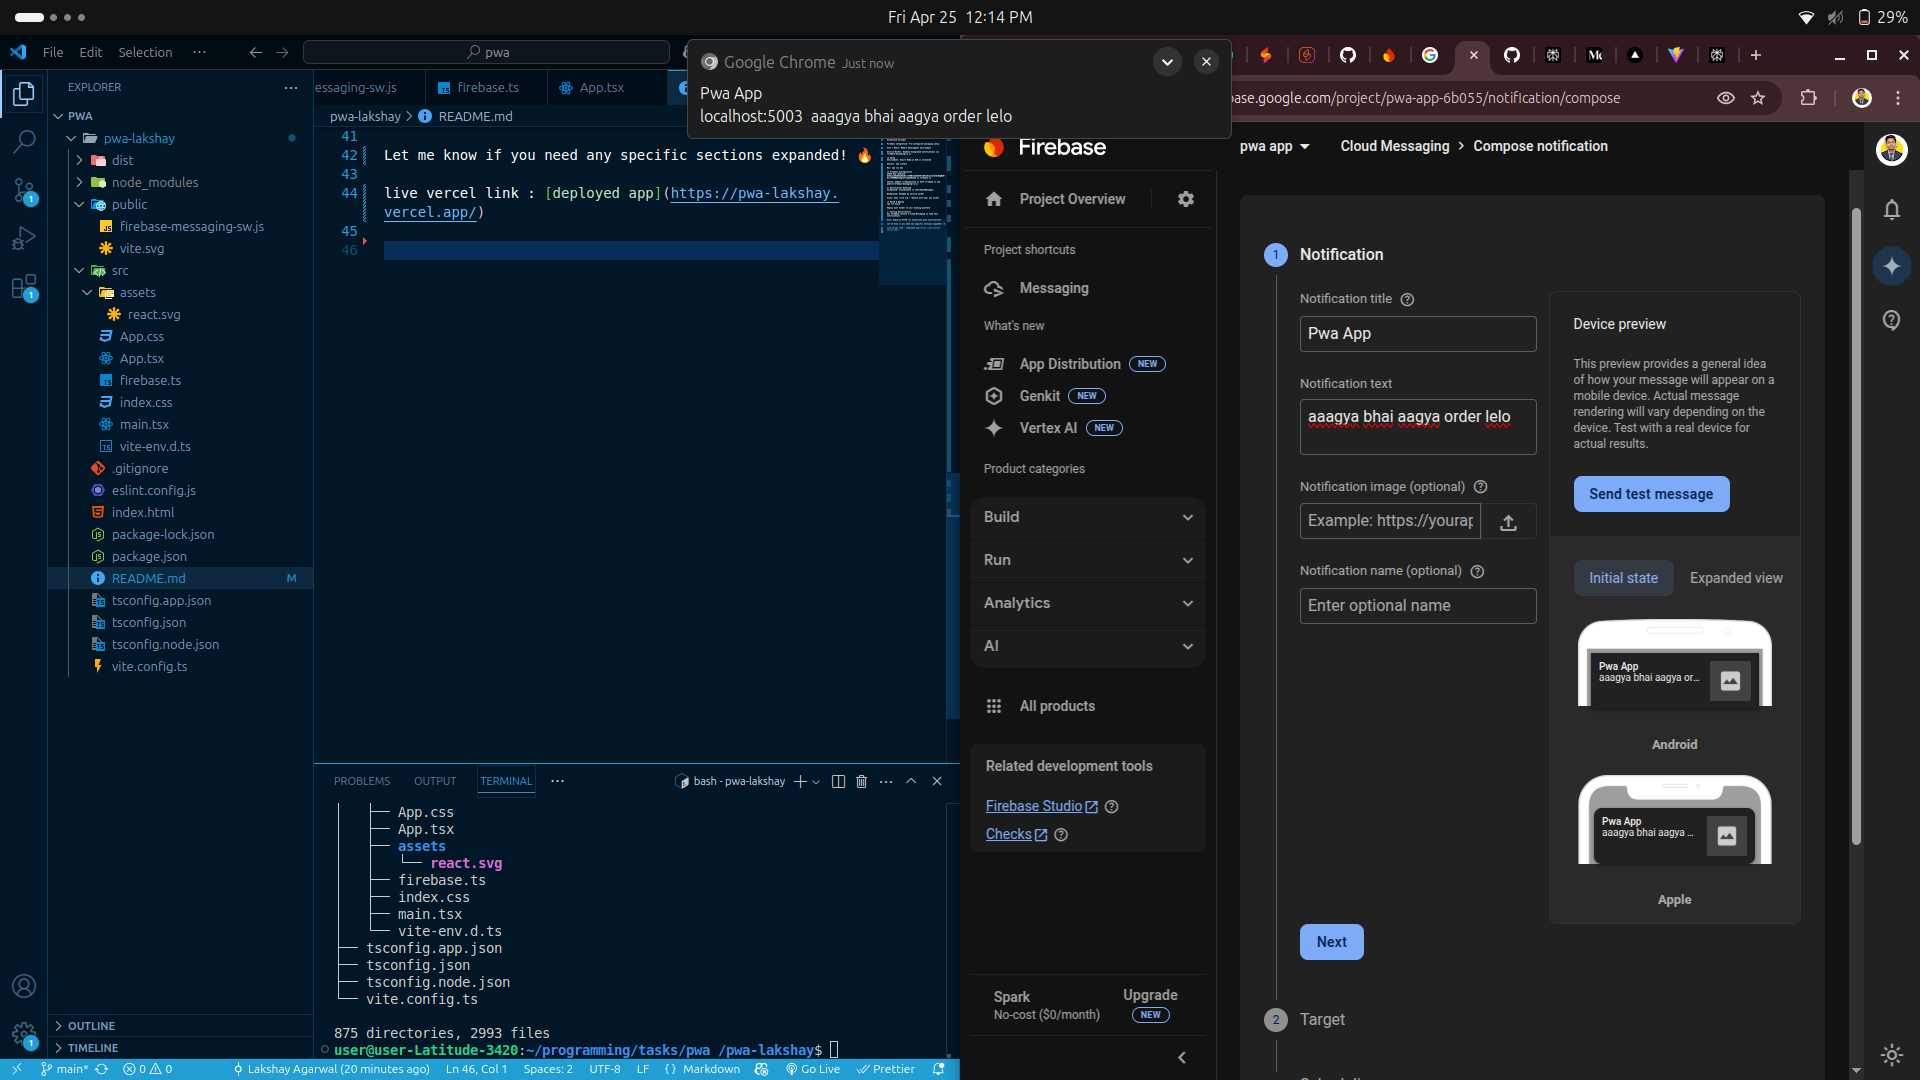 Fri Apr 25 12:14 PM
29%
File Edit Selection ···
pwa
EXPLORER
PWA
pwa-lakshay
dist
node_modules
public
firebase-messaging-sw.js
vite.svg
src
assets
react.svg
App.css
App.tsx
firebase.ts
index.css
main.tsx
vite-env.d.ts
.gitignore
eslint.config.js
index.html
package-lock.json
package.json
README.md M
tsconfig.app.json
tsconfig.json
tsconfig.node.json
vite.config.ts
OUTLINE
TIMELINE
1
1
1
essaging-sw.js firebase.ts App.tsx
pwa-lakshay > README.md
41
42 Let me know if you need any specific sections expanded! 🔥
43
44 live vercel link : [deployed app](https://pwa-lakshay.
vercel.app/)
45
46
PROBLEMS OUTPUT TERMINAL ···
bash - pwa-lakshay
├── App.css
├── App.tsx
├── assets
└── react.svg
├── firebase.ts
├── index.css
├── main.tsx
└── vite-env.d.ts
├── tsconfig.app.json
├── tsconfig.json
├── tsconfig.node.json
└── vite.config.ts
875 directories, 2993 files
user@user-Latitude-3420:~/programming/tasks/pwa /pwa-lakshay$
main* 0 0 Lakshay Agarwal (20 minutes ago) Ln 46, Col 1 Spaces: 2 UTF-8 LF {} Markdown Go Live Prettier
Google Chrome Just now
Pwa App
localhost:5003 aaagya bhai aagya order lelo
ase.google.com/project/pwa-app-6b055/notification/compose
Firebase
Project Overview
Project shortcuts
Messaging
What's new
App Distribution NEW
Genkit NEW
Vertex AI NEW
Product categories
Build
Run
Analytics
AI
All products
Related development tools
Firebase Studio
Checks
Spark
No-cost ($0/month)
Upgrade
NEW
pwa app Cloud Messaging > Compose notification
1 Notification
Notification title
Pwa App
Notification text
aaagya bhai aagya order lelo
Notification image (optional)
Example: https://yourap
Notification name (optional)
Enter optional name
Next
2 Target
Device preview
This preview provides a general idea
of how your message will appear on a
mobile device. Actual message
rendering will vary depending on the
device. Test with a real device for
actual results.
Send test message
Initial state Expanded view
Pwa App
aaagya bhai aagya or...
Android
Pwa App
aaagya bhai aagya ...
Apple